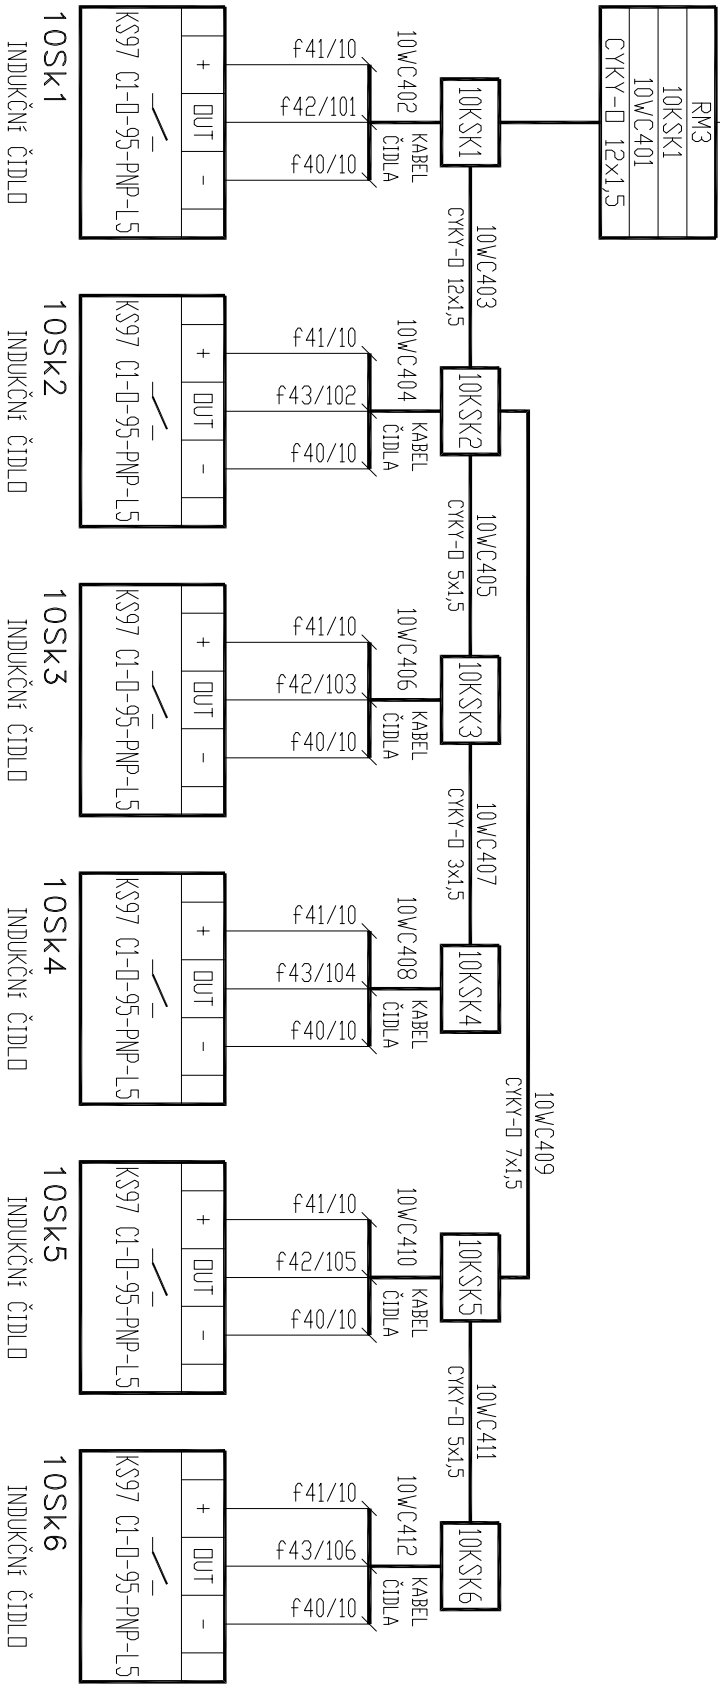 RM3
10KSK1
10WC401
CYKY-O 12x1,5
10KSK1
10WC403
CYKY-O 12x1,5
10KSK2
10WC405
CYKY-O 5x1,5
10KSK3
10WC407
CYKY-O 3x1,5
10KSK4
10WC409
CYKY-O 7x1,5
10KSK5
10WC411
CYKY-O 5x1,5
10KSK6
10WC402
KABEL
ČIDLA
f41/10
f42/101
f40/10
+
OUT
-
KS97 C1-O-95-PNP-L5
10Sk1
INDUKČNÍ ČIDLO
10WC404
KABEL
ČIDLA
f41/10
f43/102
f40/10
+
OUT
-
KS97 C1-O-95-PNP-L5
10Sk2
INDUKČNÍ ČIDLO
10WC406
KABEL
ČIDLA
f41/10
f42/103
f40/10
+
OUT
-
KS97 C1-O-95-PNP-L5
10Sk3
INDUKČNÍ ČIDLO
10WC408
KABEL
ČIDLA
f41/10
f43/104
f40/10
+
OUT
-
KS97 C1-O-95-PNP-L5
10Sk4
INDUKČNÍ ČIDLO
10WC410
KABEL
ČIDLA
f41/10
f42/105
f40/10
+
OUT
-
KS97 C1-O-95-PNP-L5
10Sk5
INDUKČNÍ ČIDLO
10WC412
KABEL
ČIDLA
f41/10
f43/106
f40/10
+
OUT
-
KS97 C1-O-95-PNP-L5
10Sk6
INDUKČNÍ ČIDLO